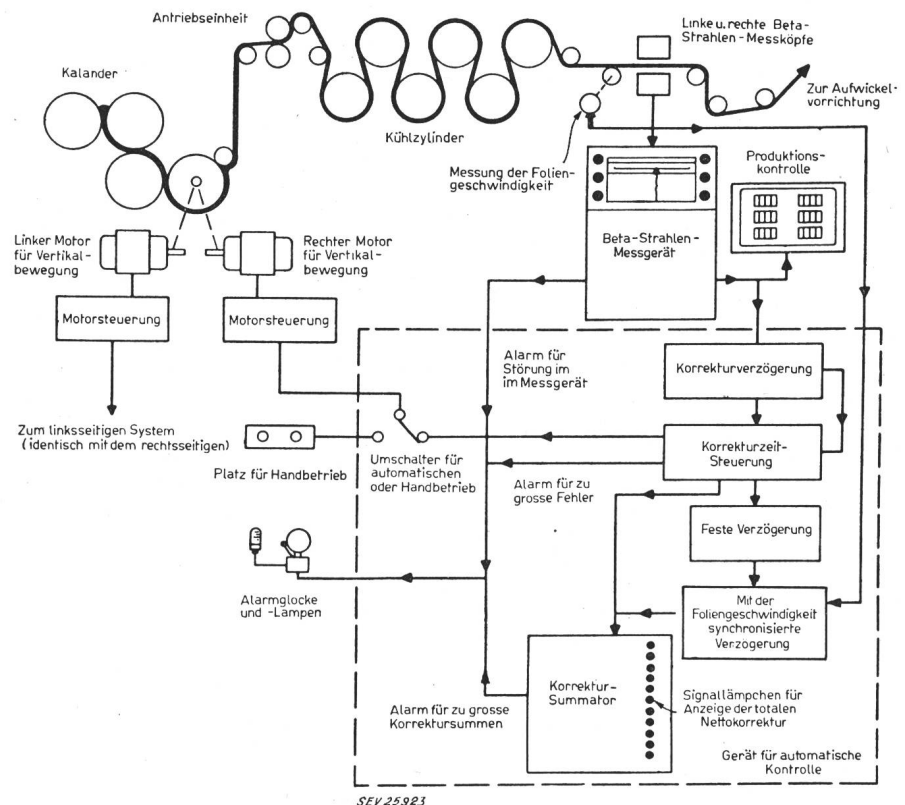 Antriebseinheit
Linke u. rechte Beta-
Strahlen-Messköpfe
Kalander
Zur Aufwickel-
vorrichtung
Kühlzylinder
Messung der Folien-
geschwindigkeit
Produktions-
kontrolle
Linker Motor
für Vertikal-
bewegung
Rechter Motor
für Vertikal-
bewegung
Beta-Strahlen-
Messgerät
Motorsteuerung
Motorsteuerung
Alarm für
Störung im
im Messgerät
Korrekturverzögerung
Zum linksseitigen System
(identisch mit dem rechtsseitigen)
Platz für Handbetrieb
Umschalter für
automatischen
oder Handbetrieb
Korrekturzeit-
Steuerung
Alarm für zu
grosse Fehler
Feste Verzögerung
Alarmglocke
und -Lampen
Mit der
Foliengeschwindigkeit
synchronisierte
Verzögerung
Korrektur-
Summator
Alarm für zu grosse
Korrektursummen
Signallämpchen für
Anzeige der totalen
Nettokorrektur
Gerät für automatische
Kontrolle
SEV 25923